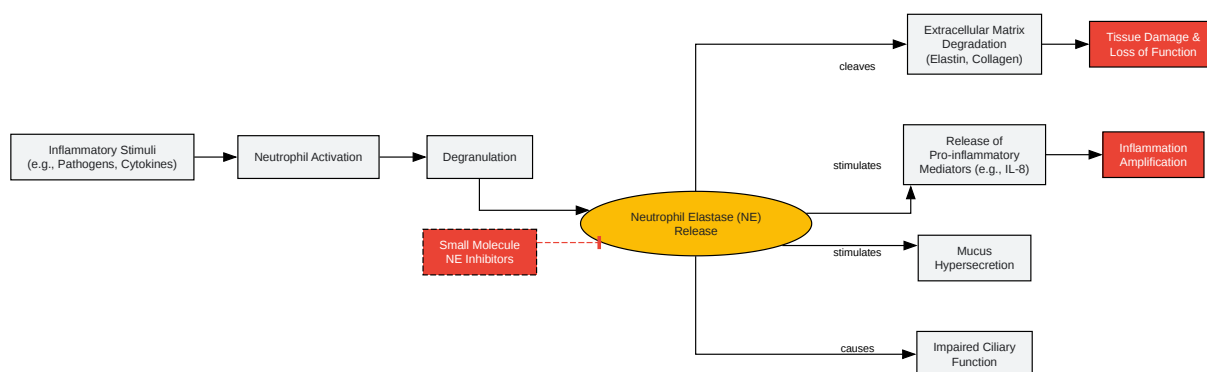 Inflammatory Stimuli
(e.g., Pathogens, Cytokines)
Neutrophil Activation
Degranulation
Small Molecule
NE Inhibitors
Neutrophil Elastase (NE)
Release
cleaves
Extracellular Matrix
Degradation
(Elastin, Collagen)
Tissue Damage &
Loss of Function
stimulates
Release of
Pro-inflammatory
Mediators (e.g., IL-8)
Inflammation
Amplification
stimulates
Mucus
Hypersecretion
causes
Impaired Ciliary
Function